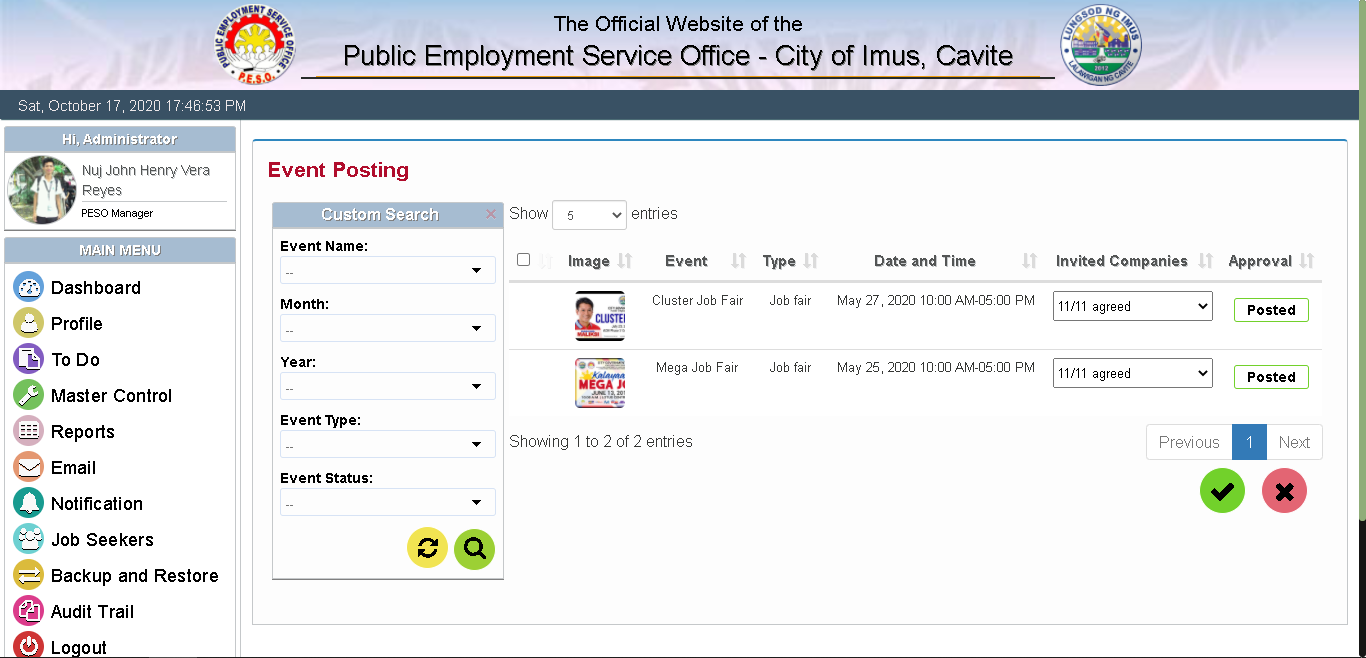 PUBLIC EMPLOYMENT SERVICE OFFICE
P.E.S.O.
The Official Website of the
Public Employment Service Office - City of Imus, Cavite
LUNGSOD NG IMUS
LALAWIGAN NG CAVITE
2012
Sat, October 17, 2020 17:46:53 PM
Hi, Administrator
Nuj John Henry Vera
Reyes
PESO Manager
MAIN MENU
Dashboard
Profile
To Do
Master Control
Reports
Email
Notification
Job Seekers
Backup and Restore
Audit Trail
Logout
Event Posting
Custom Search ×
Event Name:
--
Month:
--
Year:
--
Event Type:
--
Event Status:
--
Show 5 entries
Image Event Type Date and Time Invited Companies Approval
CLUSTE
Cluster Job Fair Job fair May 27, 2020 10:00 AM-05:00 PM 11/11 agreed Posted
Kalayaa
MEGA JO
Mega Job Fair Job fair May 25, 2020 10:00 AM-05:00 PM 11/11 agreed Posted
Showing 1 to 2 of 2 entries
Previous 1 Next